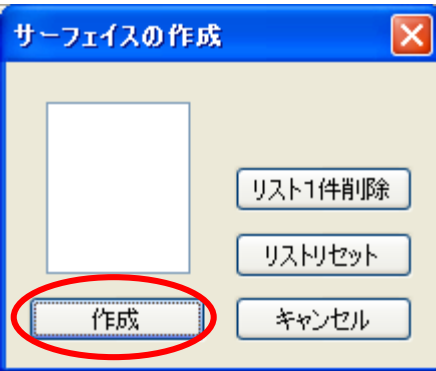 サーフェイスの作成
リスト1件削除
リストリセット
作成
キャンセル